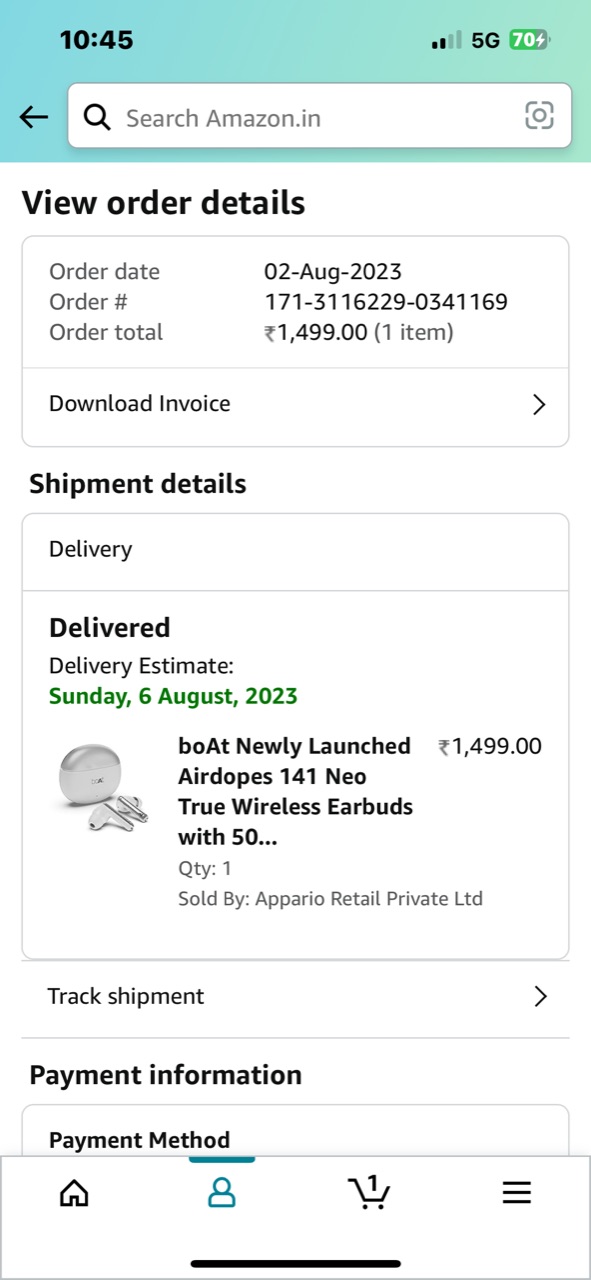 10:45
5G 70
Search Amazon.in
View order details
Order date 02-Aug-2023
Order # 171-3116229-0341169
Order total ₹1,499.00 (1 item)
Download Invoice
Shipment details
Delivery
Delivered
Delivery Estimate:
Sunday, 6 August, 2023
boAt Newly Launched ₹1,499.00
Airdopes 141 Neo
True Wireless Earbuds
with 50...
Qty: 1
Sold By: Appario Retail Private Ltd
boAt
Track shipment
Payment information
Payment Method
1